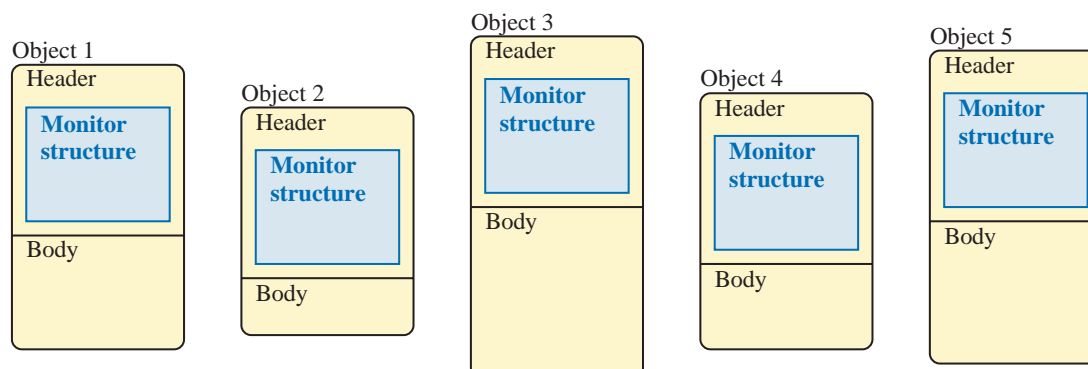 Object 1
Header
Monitor
structure
Body
Object 2
Header
Monitor
structure
Body
Object 3
Header
Monitor
structure
Body
Object 4
Header
Monitor
structure
Body
Object 5
Header
Monitor
structure
Body